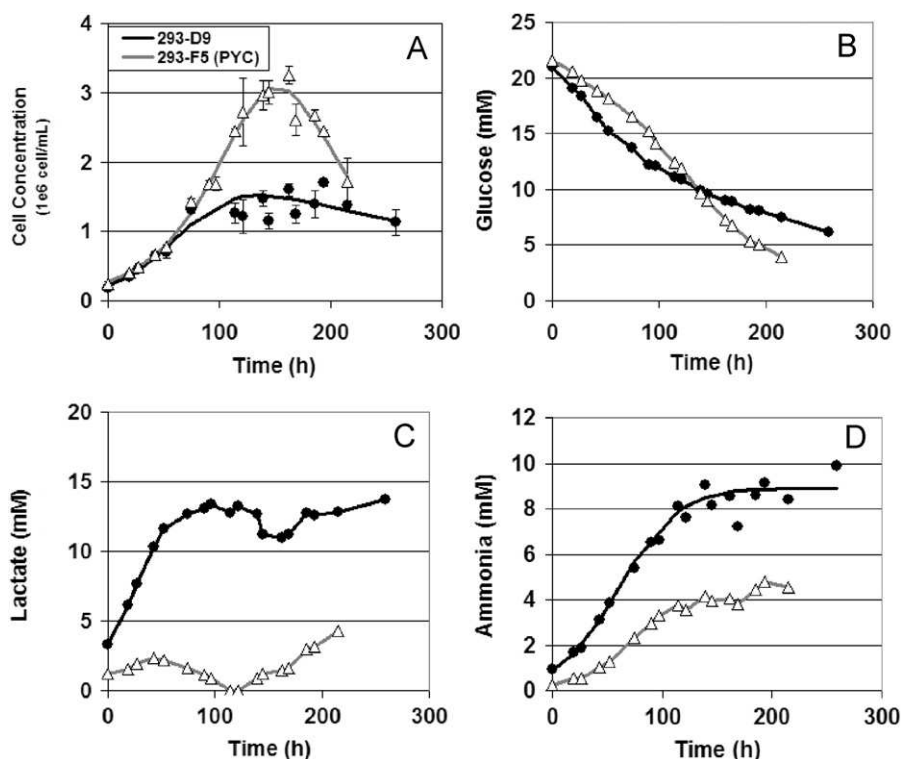 4
3
2
1
0
293-D9
293-F5 (PYC)
A
Cell Concentration
(1e6 cell/mL)
0 100 200 300
Time (h)
25
20
15
10
5
0
B
Glucose (mM)
0 100 200 300
Time (h)
20
15
10
5
0
C
Lactate (mM)
0 100 200 300
Time (h)
12
10
8
6
4
2
0
D
Ammonia (mM)
0 100 200 300
Time (h)